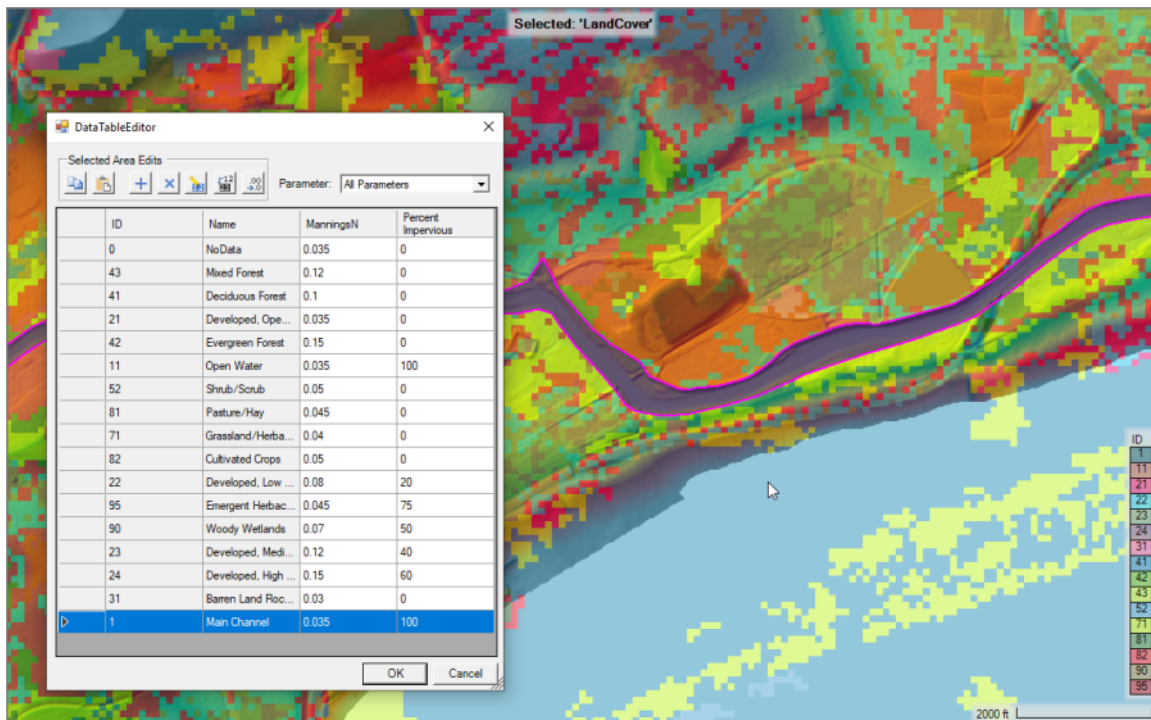 Selected: 'LandCover'
DataTableEditor
Selected Area Edits
Parameter: All Parameters
ID Name ManningsN Percent Impervious
0 NoData 0.035 0
43 Mixed Forest 0.12 0
41 Deciduous Forest 0.1 0
21 Developed, Ope... 0.035 0
42 Evergreen Forest 0.15 0
11 Open Water 0.035 100
52 Shrub/Scrub 0.05 0
81 Pasture/Hay 0.045 0
71 Grassland/Herba... 0.04 0
82 Cultivated Crops 0.05 0
22 Developed, Low ... 0.08 20
95 Emergent Herbac... 0.045 75
90 Woody Wetlands 0.07 50
23 Developed, Medi... 0.12 40
24 Developed, High ... 0.15 60
31 Barren Land Roc... 0.03 0
1 Main Channel 0.035 100
OK Cancel
ID
1
11
21
22
23
24
31
41
42
43
52
71
81
82
90
95
2000 ft